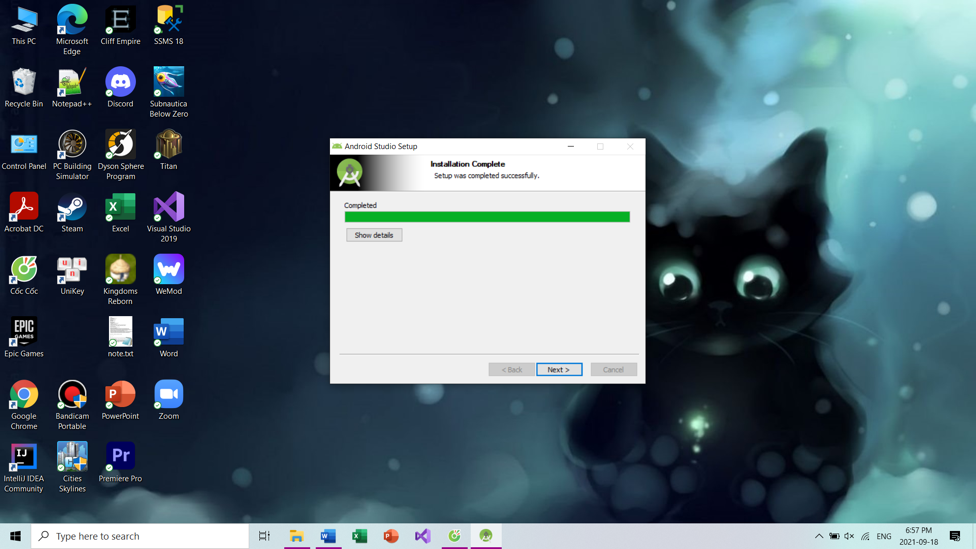 This PC
Microsoft
Edge
Cliff Empire
SSMS 18
Recycle Bin
Notepad++
Discord
Subnautica
Below Zero
Control Panel
PC Building
Simulator
Dyson Sphere
Program
Titan
Acrobat DC
Steam
Excel
Visual Studio
2019
Cốc Cốc
UniKey
Kingdoms
Reborn
WeMod
EPIC
GAMES
Epic Games
note.txt
Word
Google
Chrome
Bandicam
Portable
PowerPoint
Zoom
IntelliJ IDEA
Community
Cities
Skylines
Premiere Pro
Android Studio Setup
Installation Complete
Setup was completed successfully.
Completed
Show details
< Back
Next >
Cancel
Type here to search
ENG
6:57 PM
2021-09-18